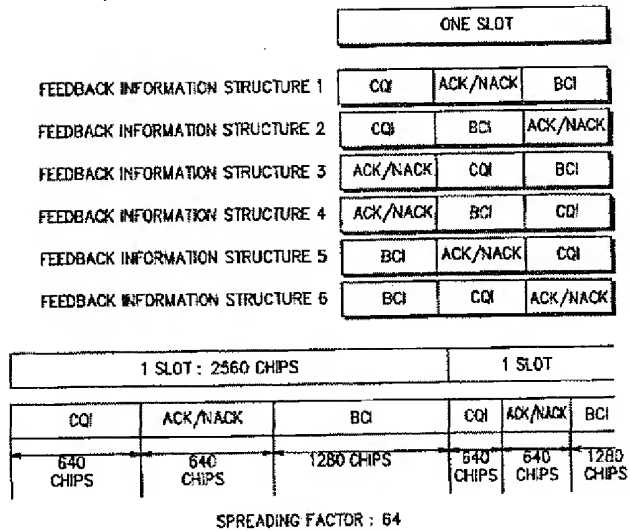 ONE SLOT
FEEDBACK INFORMATION STRUCTURE 1 CQI ACK/NACK BCI
FEEDBACK INFORMATION STRUCTURE 2 CQI BCI ACK/NACK
FEEDBACK INFORMATION STRUCTURE 3 ACK/NACK CQI BCI
FEEDBACK INFORMATION STRUCTURE 4 ACK/NACK BCI CQI
FEEDBACK INFORMATION STRUCTURE 5 BCI ACK/NACK CQI
FEEDBACK INFORMATION STRUCTURE 6 BCI CQI ACK/NACK
1 SLOT : 2560 CHIPS 1 SLOT
CQI ACK/NACK BCI CQI ACK/NACK BCI
640 640 1280 CHIPS 640 640 1280
CHIPS CHIPS CHIPS CHIPS CHIPS
SPREADING FACTOR : 64